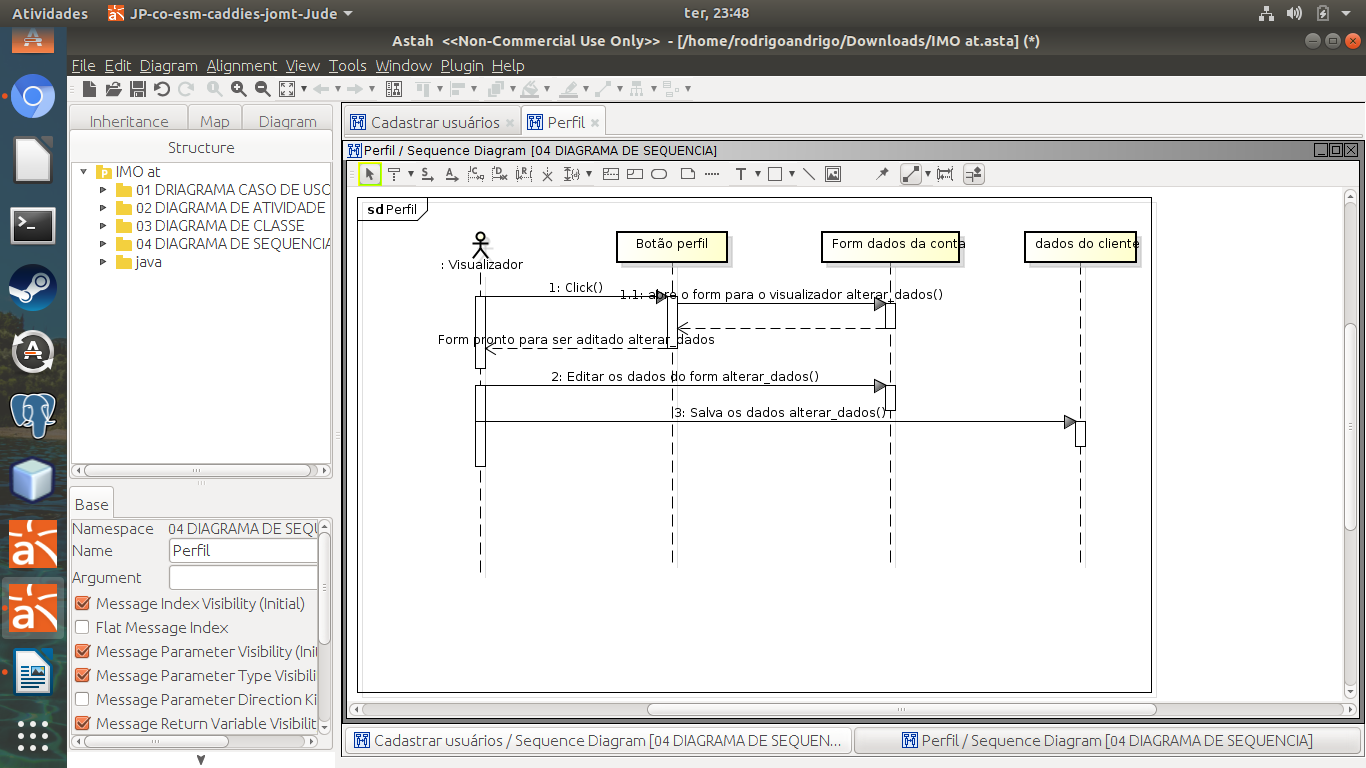 Atividades
JP-co-esm-caddies-jomt-Jude
ter, 23:48
Astah <<Non-Commercial Use Only>> - [/home/rodrigoandrigo/Downloads/IMO at.asta] (*)
File Edit Diagram Alignment View Tools Window Plugin Help
Inheritance Map Diagram
Structure
IMO at
01 DRIAGRAMA CASO DE USO
02 DIAGRAMA DE ATIVIDADE
03 DIAGRAMA DE CLASSE
04 DIAGRAMA DE SEQUENCIA
java
Base
Namespace 04 DIAGRAMA DE SEQU
Name Perfil
Argument
Message Index Visibility (Initial)
Flat Message Index
Message Parameter Visibility (Init
Message Parameter Type Visibili
Message Parameter Direction Ki
Message Return Variable Visibilit
Cadastrar usuários Perfil
Perfil / Sequence Diagram [04 DIAGRAMA DE SEQUENCIA]
sd Perfil
: Visualizador
Botão perfil
Form dados da conta
dados do cliente
1: Click()
1.1: abre o form para o visualizador alterar_dados()
Form pronto para ser aditado alterar_dados
2: Editar os dados do form alterar_dados()
3: Salva os dados alterar_dados()
Cadastrar usuários / Sequence Diagram [04 DIAGRAMA DE SEQUEN...
Perfil / Sequence Diagram [04 DIAGRAMA DE SEQUENCIA]